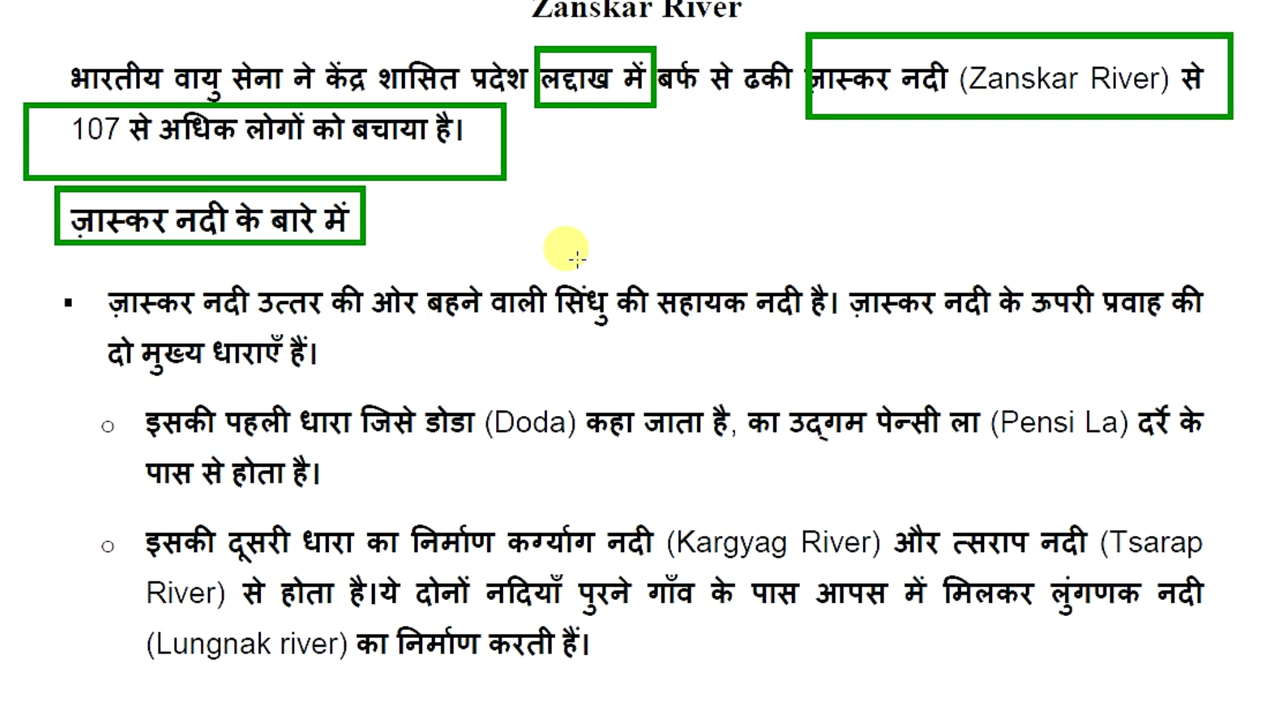 Zanskar River
भारतीय वायु सेना ने केंद्र शासित प्रदेश लद्दाख में बर्फ से ढकी ज़ास्कर नदी (Zanskar River) से
107 से अधिक लोगों को बचाया है।
ज़ास्कर नदी के बारे में
▪ ज़ास्कर नदी उत्तर की ओर बहने वाली सिंधु की सहायक नदी है। ज़ास्कर नदी के ऊपरी प्रवाह की
दो मुख्य धाराएँ हैं।
○ इसकी पहली धारा जिसे डोडा (Doda) कहा जाता है, का उद्गम पेन्सी ला (Pensi La) दर्रे के
पास से होता है।
○ इसकी दूसरी धारा का निर्माण कर्ग्याग नदी (Kargyag River) और त्सराप नदी (Tsarap
River) से होता है।ये दोनों नदियाँ पुरने गाँव के पास आपस में मिलकर लुंगणक नदी
(Lungnak river) का निर्माण करती हैं।